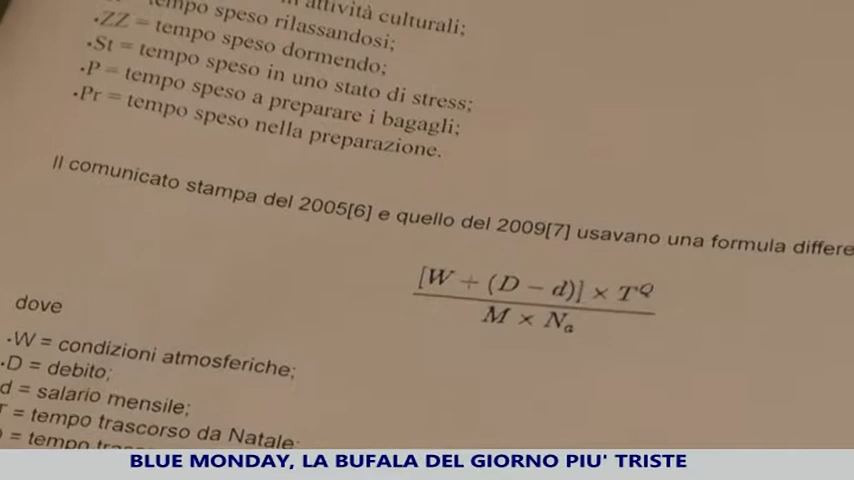 attività culturali;
tempo speso rilassandosi;
•ZZ = tempo speso dormendo;
•St = tempo speso in uno stato di stress;
•P = tempo speso a preparare i bagagli;
•Pr = tempo speso nella preparazione.
Il comunicato stampa del 2005[6] e quello del 2009[7] usavano una formula differe
[W + (D − d)] × T^Q
M × N_a
dove
•W = condizioni atmosferiche;
•D = debito;
d = salario mensile;
T = tempo trascorso da Natale;
= tempo
BLUE MONDAY, LA BUFALA DEL GIORNO PIU' TRISTE